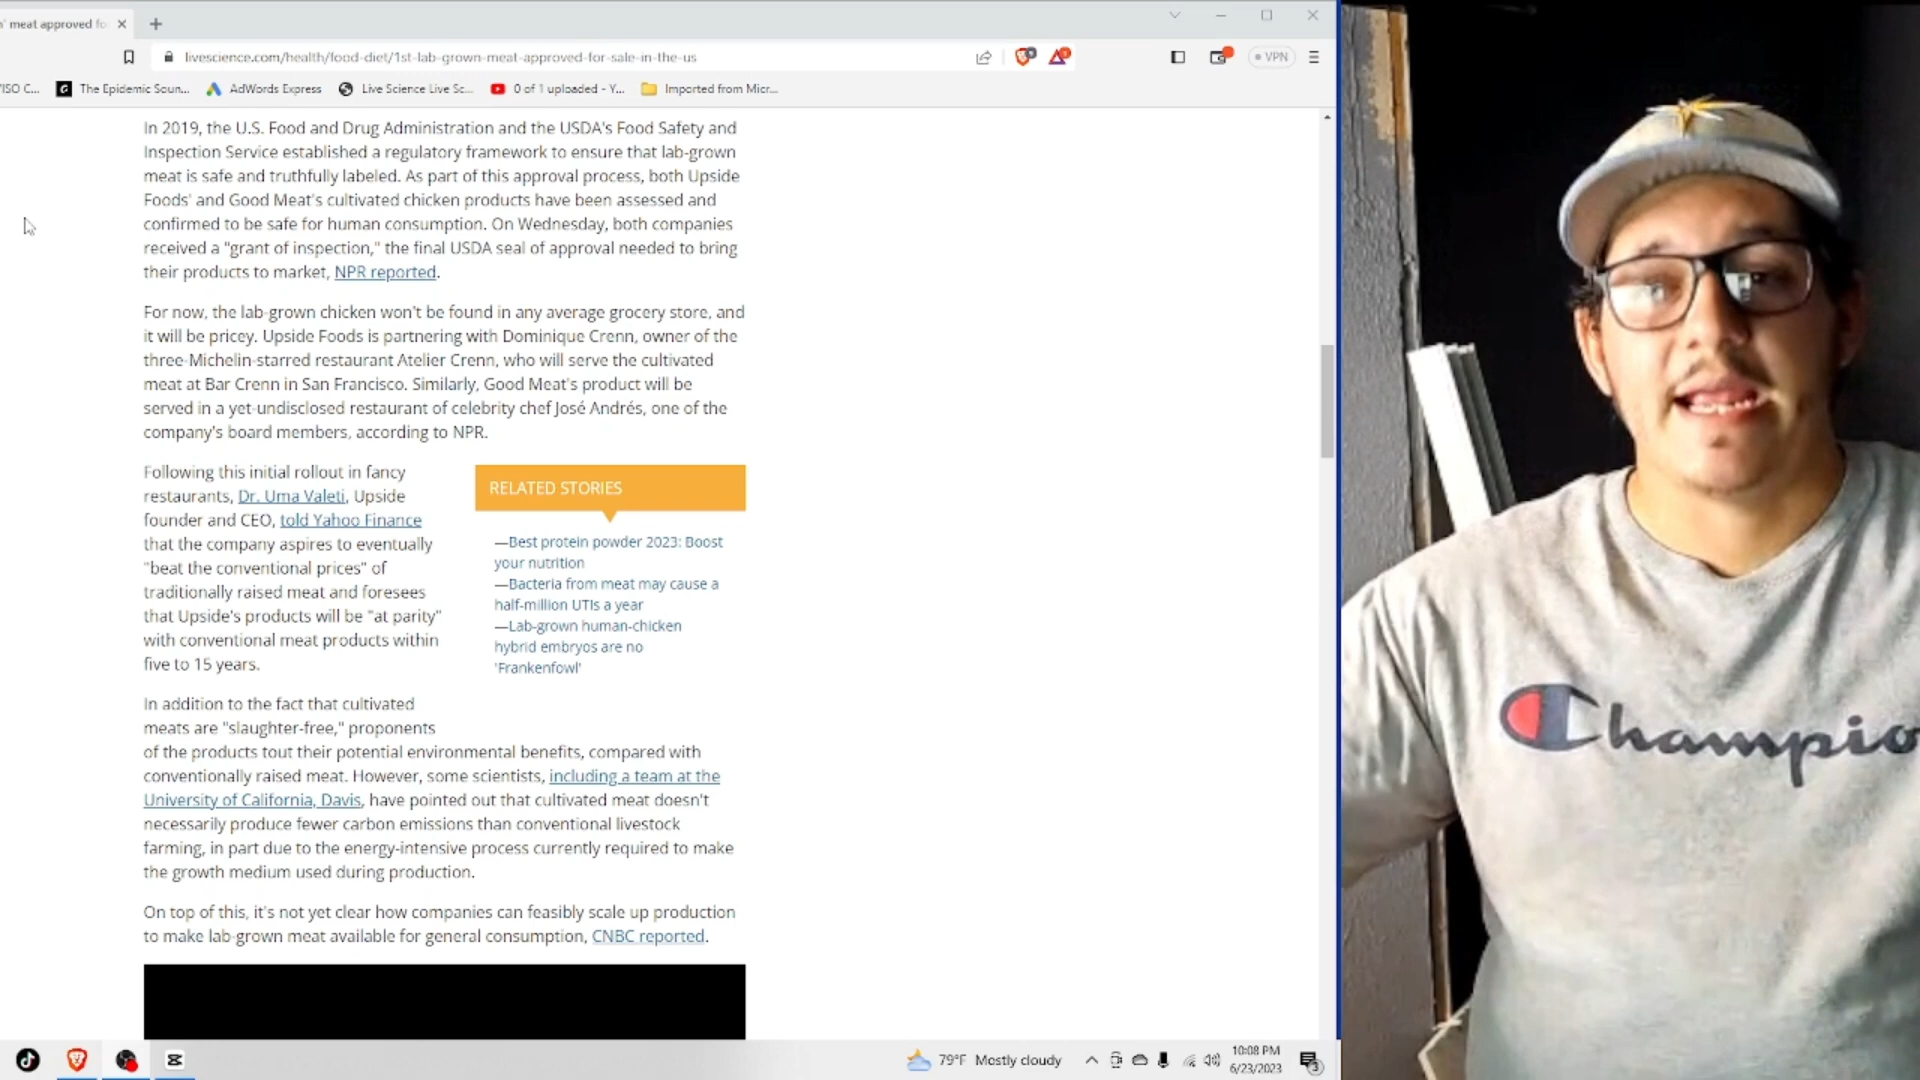 ' meat approved fo
livescience.com/health/food-diet/1st-lab-grown-meat-approved-for-sale-in-the-us
VPN
'ISO C...
The Epidemic Soun...
AdWords Express
Live Science Live Sc...
0 of 1 uploaded - Y...
Imported from Micr...
In 2019, the U.S. Food and Drug Administration and the USDA's Food Safety and
Inspection Service established a regulatory framework to ensure that lab-grown
meat is safe and truthfully labeled. As part of this approval process, both Upside
Foods' and Good Meat's cultivated chicken products have been assessed and
confirmed to be safe for human consumption. On Wednesday, both companies
received a "grant of inspection," the final USDA seal of approval needed to bring
their products to market, NPR reported.
For now, the lab-grown chicken won't be found in any average grocery store, and
it will be pricey. Upside Foods is partnering with Dominique Crenn, owner of the
three-Michelin-starred restaurant Atelier Crenn, who will serve the cultivated
meat at Bar Crenn in San Francisco. Similarly, Good Meat's product will be
served in a yet-undisclosed restaurant of celebrity chef José Andrés, one of the
company's board members, according to NPR.
Following this initial rollout in fancy
restaurants, Dr. Uma Valeti, Upside
founder and CEO, told Yahoo Finance
that the company aspires to eventually
"beat the conventional prices" of
traditionally raised meat and foresees
that Upside's products will be "at parity"
with conventional meat products within
five to 15 years.
RELATED STORIES
—Best protein powder 2023: Boost
your nutrition
—Bacteria from meat may cause a
half-million UTIs a year
—Lab-grown human-chicken
hybrid embryos are no
'Frankenfowl'
In addition to the fact that cultivated
meats are "slaughter-free," proponents
of the products tout their potential environmental benefits, compared with
conventionally raised meat. However, some scientists, including a team at the
University of California, Davis, have pointed out that cultivated meat doesn't
necessarily produce fewer carbon emissions than conventional livestock
farming, in part due to the energy-intensive process currently required to make
the growth medium used during production.
On top of this, it's not yet clear how companies can feasibly scale up production
to make lab-grown meat available for general consumption, CNBC reported.
79°F Mostly cloudy
10:08 PM
6/23/2023
3
Champio